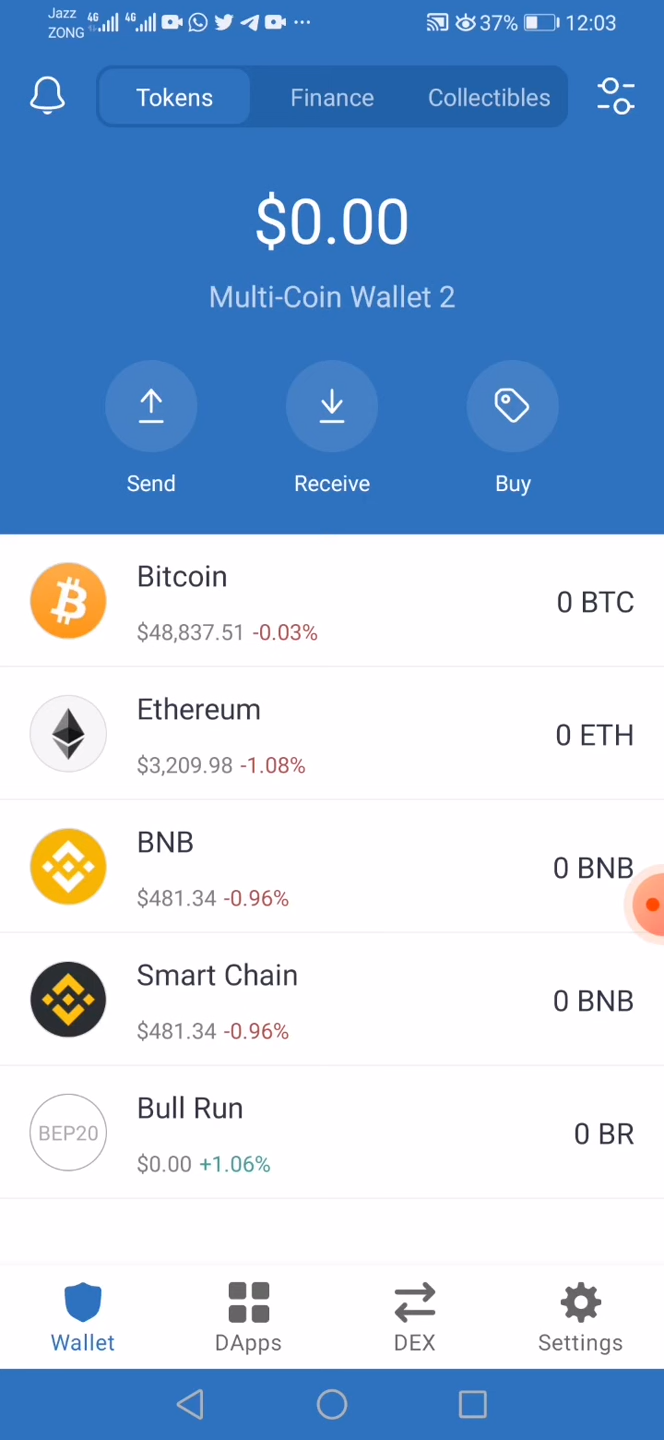 Jazz
ZONG 4G 4G ... 37% 12:03
Tokens Finance Collectibles
$0.00
Multi-Coin Wallet 2
Send Receive Buy
Bitcoin
0 BTC
$48,837.51 -0.03%
Ethereum
0 ETH
$3,209.98 -1.08%
BNB
0 BNB
$481.34 -0.96%
Smart Chain
0 BNB
$481.34 -0.96%
Bull Run
BEP20 0 BR
$0.00 +1.06%
Wallet DApps DEX Settings